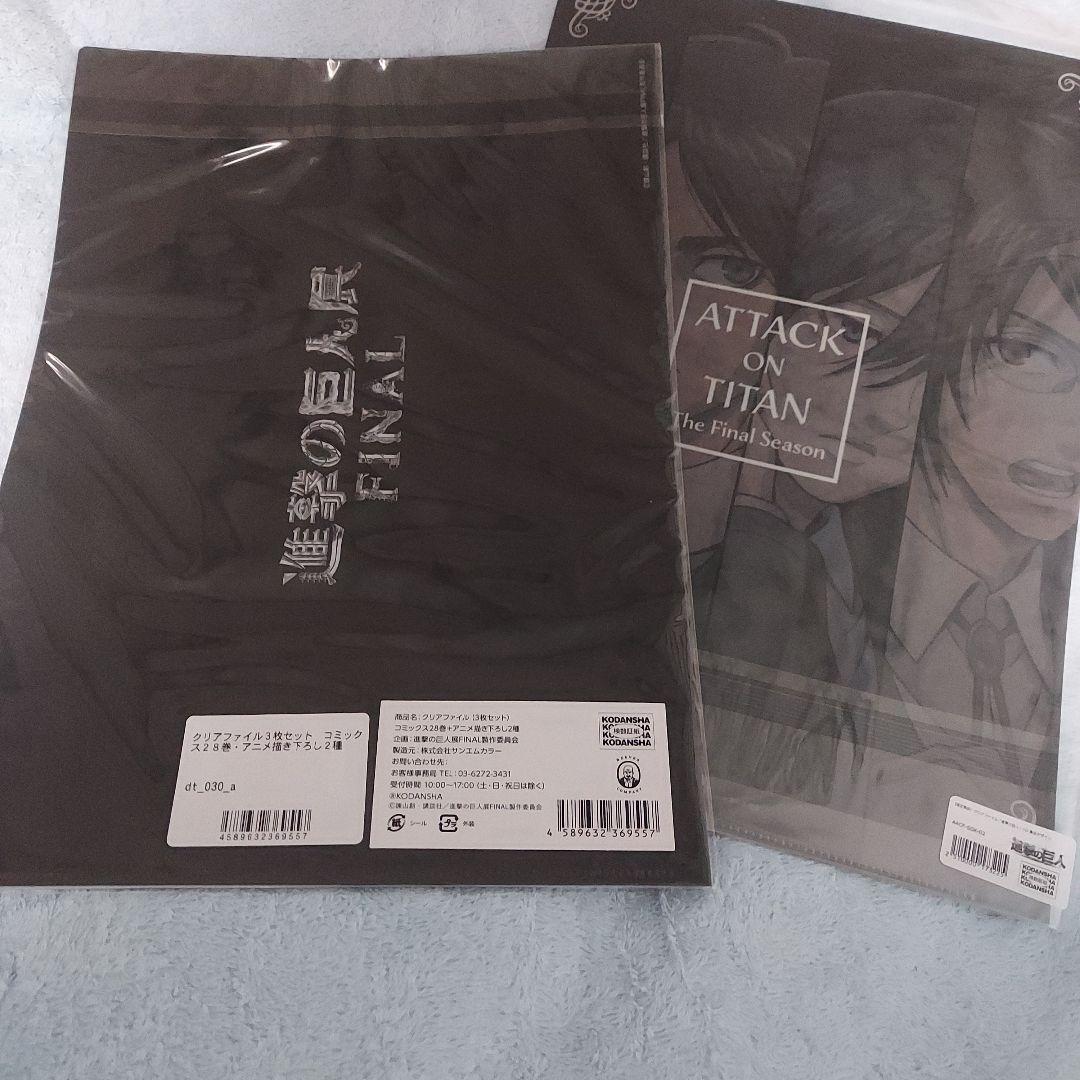 進撃の巨人展
FINAL
クリアファイル3枚セット コミック
ス28巻・アニメ描き下ろし2種
dt_030_a
4589632369557
商品名:クリアファイル(3枚セット)
コミックス28巻+アニメ描き下ろし2種
企画:進撃の巨人展FINAL製作委員会
製造元:株式会社サンエムカラー
お問い合わせ先:
お客様事務局 TEL:03-6272-3431
受付時間 10:00〜17:00(土・日・祝日は除く)
®KODANSHA
©諫山創・講談社/進撃の巨人展FINAL製作委員会
紙 シール プラ 外装
4 589632 369557
KODANSHA
KODANSHA
COMPANY
ATTACK
ON
TITAN
The Final Season
進撃の巨人
KODANSHA
KODANSHA